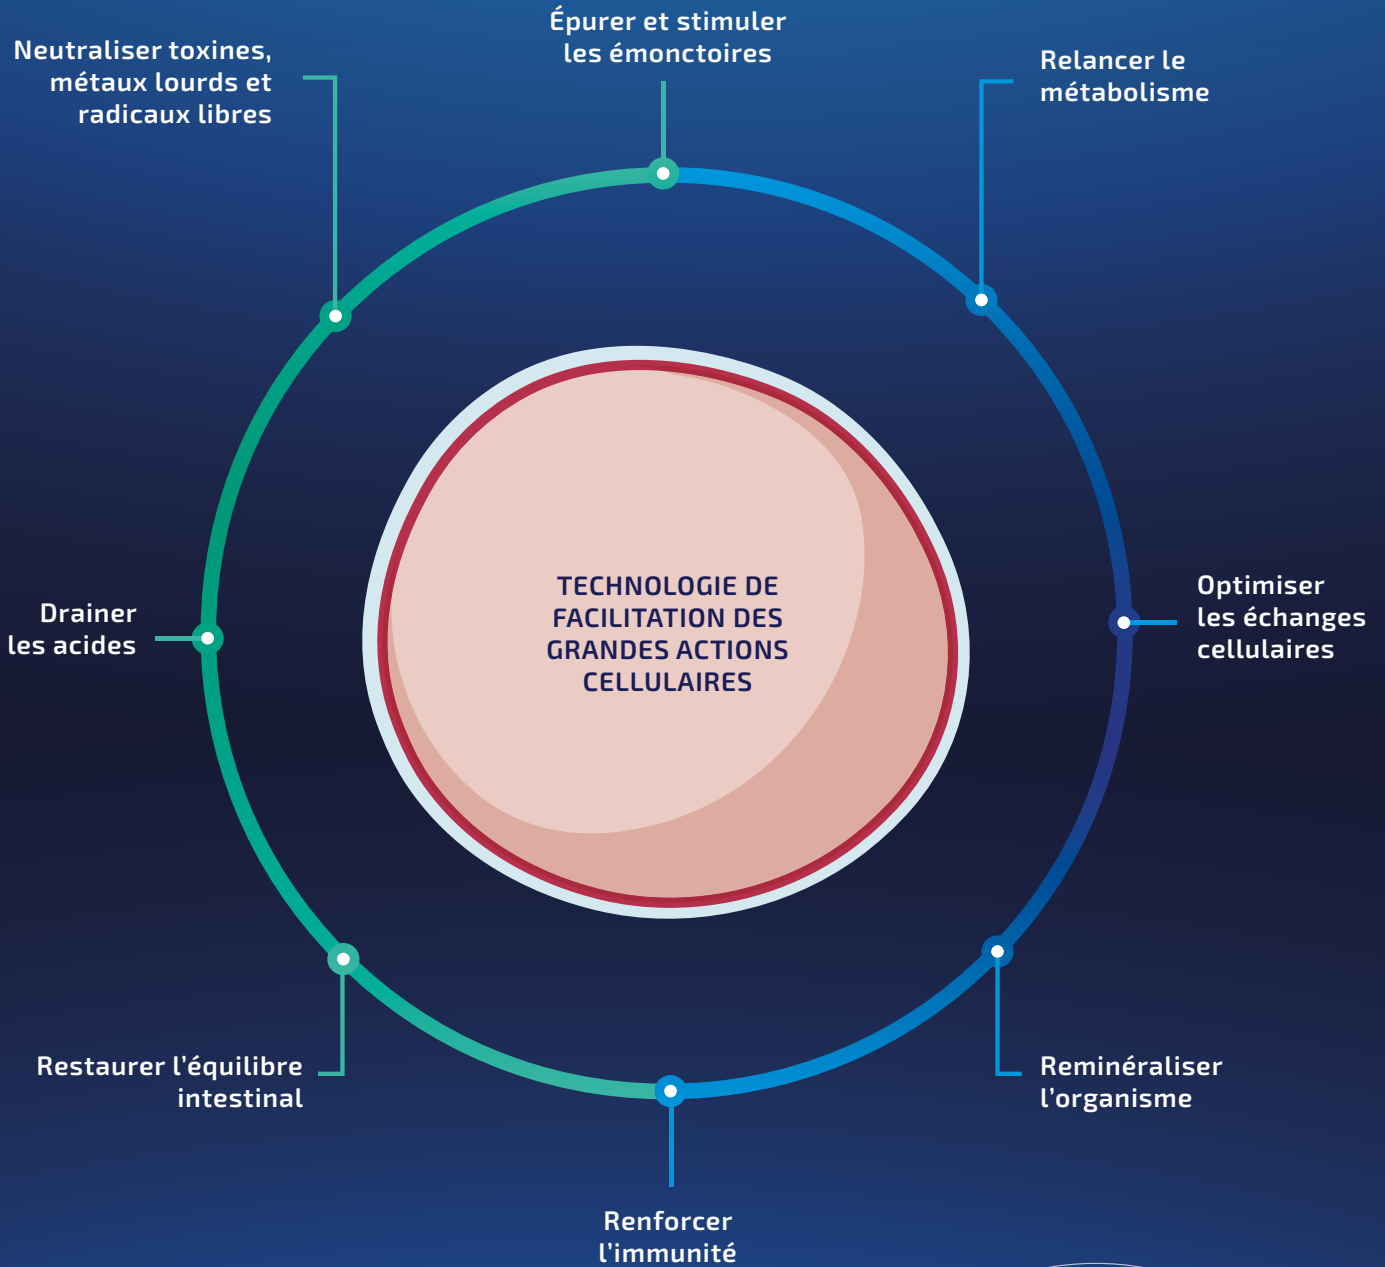 Épurer et stimuler
les émonctoires
Neutraliser toxines,
métaux lourds et
radicaux libres
Relancer le
métabolisme
TECHNOLOGIE DE
FACILITATION DES
GRANDES ACTIONS
CELLULAIRES
Drainer
les acides
Optimiser
les échanges
cellulaires
Restaurer l’équilibre
intestinal
Reminéraliser
l’organisme
Renforcer
l’immunité